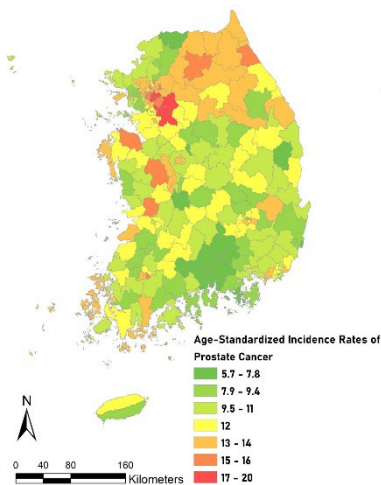 Age-Standardized Incidence Rates of
Prostate Cancer
5.7 - 7.8
7.9 - 9.4
9.5 - 11
12
13 - 14
15 - 16
17 - 20
N
0 40 80 160
Kilometers